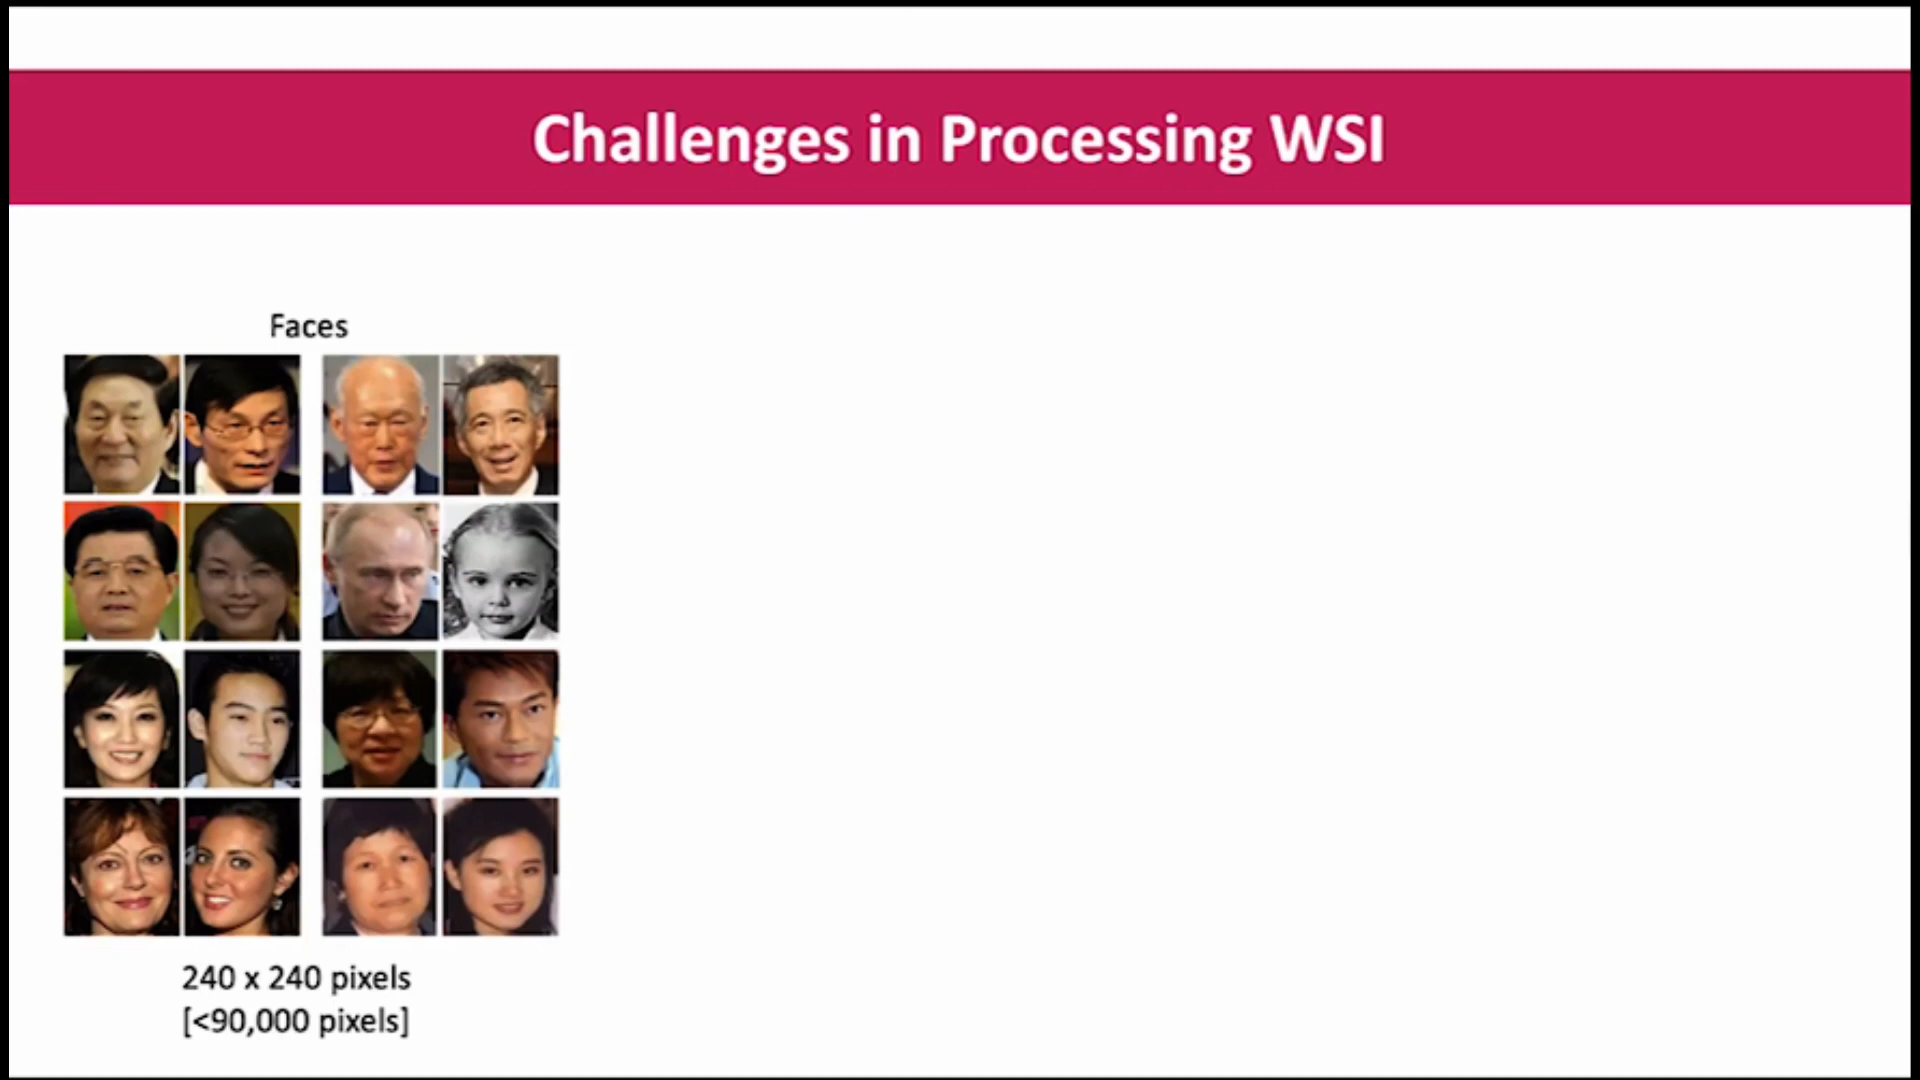 Challenges in Processing WSI
Faces
240 x 240 pixels
[<90,000 pixels]